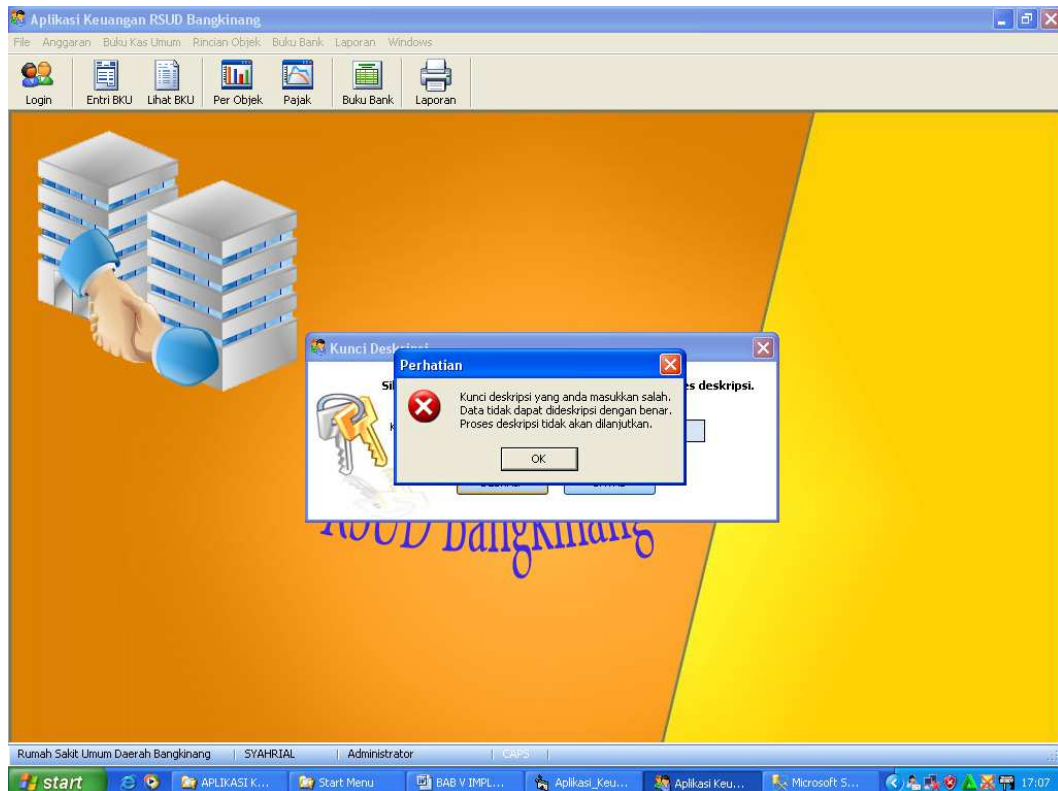 Aplikasi Keuangan RSUD Bangkinang
File Anggaran Buku Kas Umum Rincian Objek Buku Bank Laporan Windows
Login Entri BKU Lihat BKU Per Objek Pajak Buku Bank Laporan
Kunci
Perhatian
deskripsi.
Kunci deskripsi yang anda masukkan salah.
Data tidak dapat dideskripsi dengan benar.
Proses deskripsi tidak akan dilanjutkan.
OK
RSUD Bangkinang
Rumah Sakit Umum Daerah Bangkinang SYAHRIAL Administrator CAPS
start APLIKASI K... Start Menu BAB V IMPL... Aplikasi_Keu... Aplikasi Keu... Microsoft S... 17:07